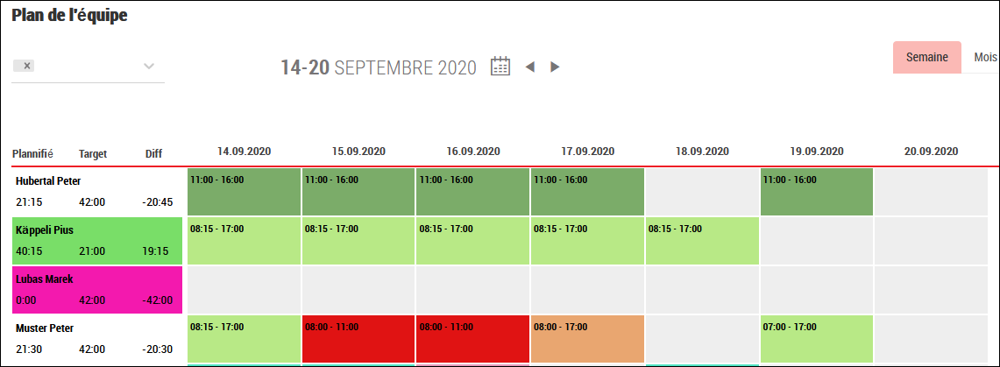 Plan de l'équipe
14-20 SEPTEMBRE 2020
Semaine Mois
Plannifié Target Diff 14.09.2020 15.09.2020 16.09.2020 17.09.2020 18.09.2020 19.09.2020 20.09.2020
Hubertal Peter 11:00 - 16:00 11:00 - 16:00 11:00 - 16:00 11:00 - 16:00 11:00 - 16:00
21:15 42:00 -20:45
Käppeli Pius 08:15 - 17:00 08:15 - 17:00 08:15 - 17:00 08:15 - 17:00 08:15 - 17:00
40:15 21:00 19:15
Lubas Marek
0:00 42:00 -42:00
Muster Peter 08:15 - 17:00 08:00 - 11:00 08:00 - 11:00 08:00 - 17:00 07:00 - 17:00
21:30 42:00 -20:30